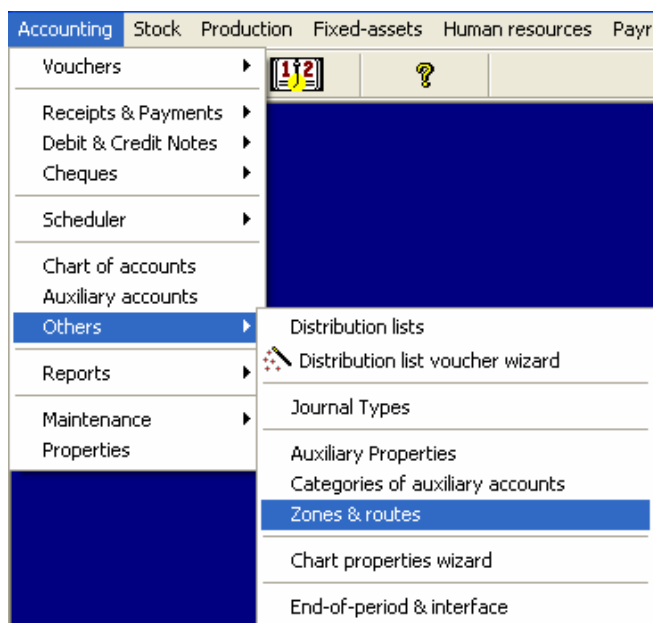 Accounting Stock Production Fixed-assets Human resources Payr
Vouchers
Receipts & Payments
Debit & Credit Notes
Cheques
Scheduler
Chart of accounts
Auxiliary accounts
Others
Reports
Maintenance
Properties
Distribution lists
Distribution list voucher wizard
Journal Types
Auxiliary Properties
Categories of auxiliary accounts
Zones & routes
Chart properties wizard
End-of-period & interface